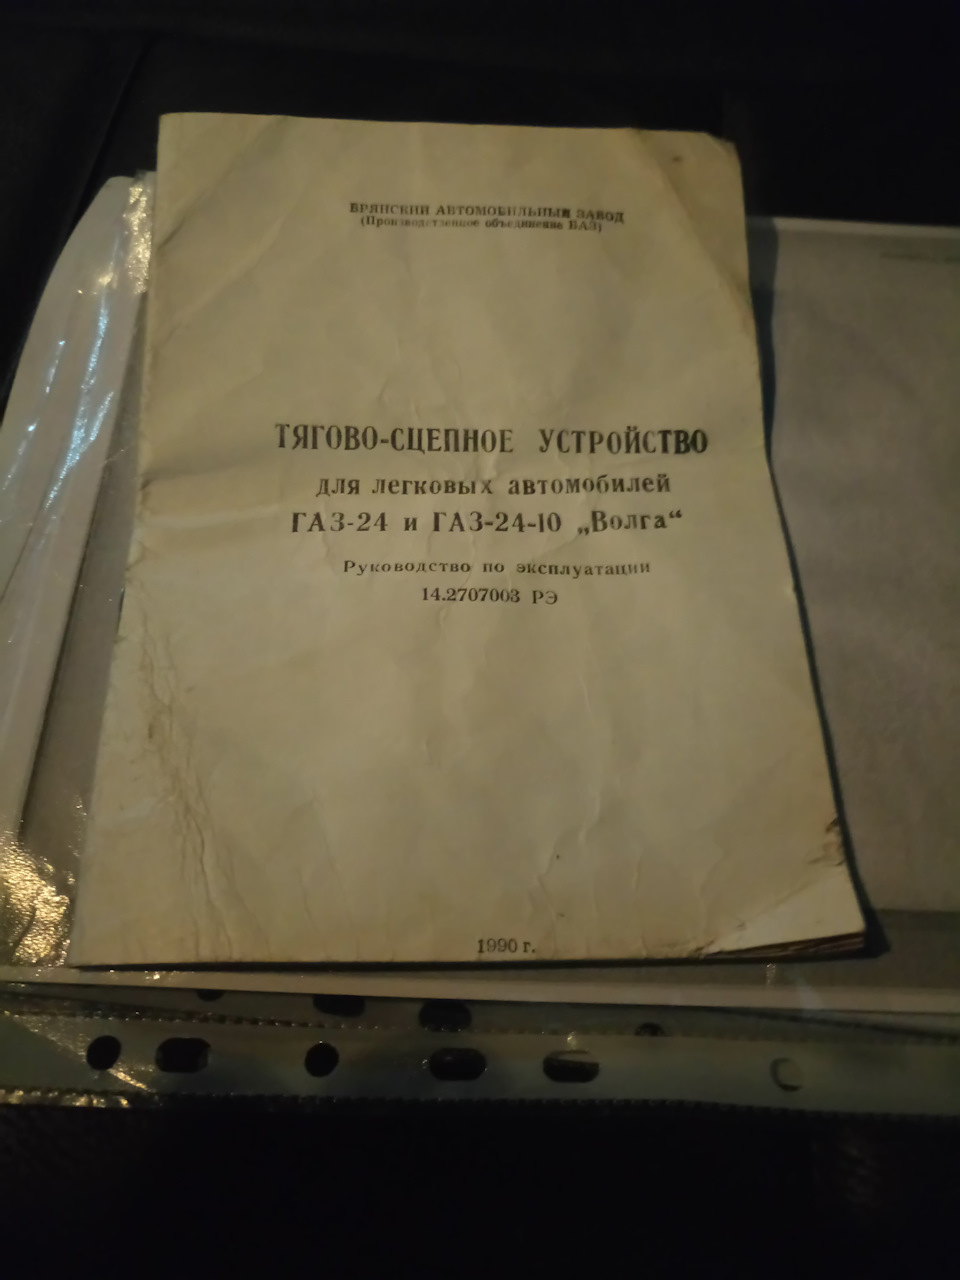 БРЯНСКИЙ АВТОМОБИЛЬНЫЙ ЗАВОД
(Производственное объединение БАЗ)
ТЯГОВО-СЦЕПНОЕ УСТРОЙСТВО
для легковых автомобилей
ГАЗ-24 и ГАЗ-24-10 „Волга“
Руководство по эксплуатации
14.2707003 РЭ
1990 г.